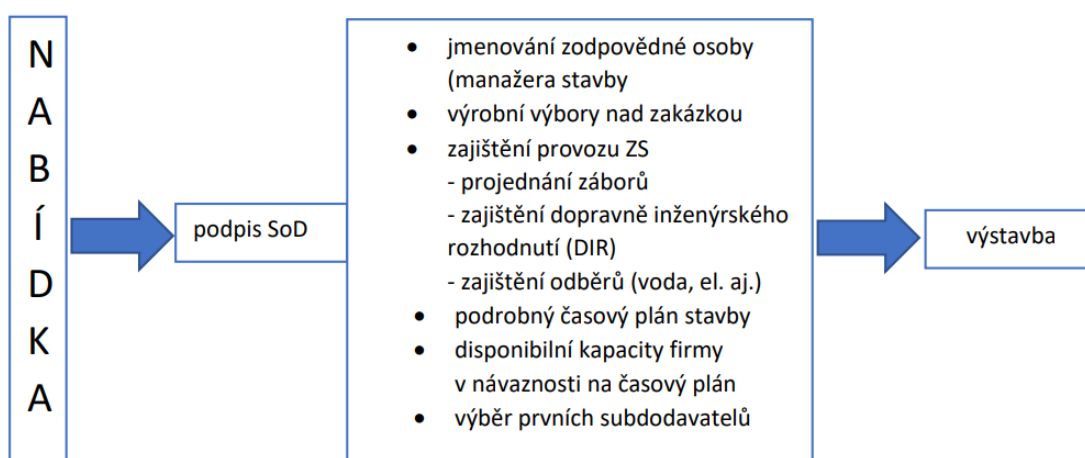 N
A
B
Í
D
K
A
podpis SoD
• jmenování zodpovědné osoby
(manažera stavby
• výrobní výbory nad zakázkou
• zajištění provozu ZS
- projednání záborů
- zajištění dopravně inženýrského
rozhodnutí (DIR)
- zajištění odběrů (voda, el. aj.)
• podrobný časový plán stavby
• disponibilní kapacity firmy
v návaznosti na časový plán
• výběr prvních subdodavatelů
výstavba